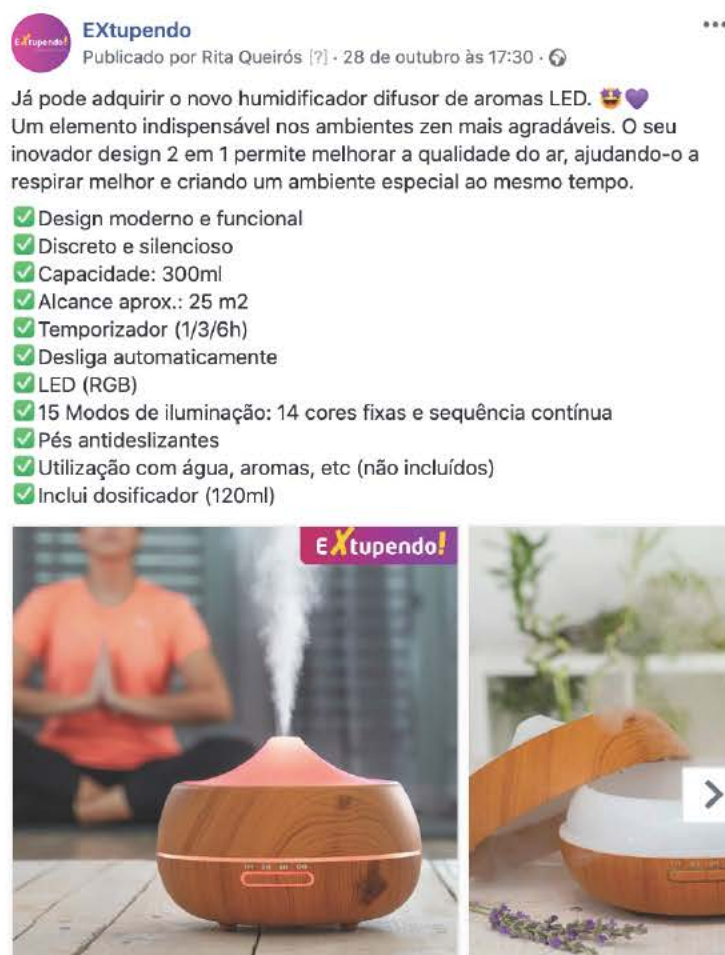 EXtupendo!
EXtupendo
Publicado por Rita Queirós [?] · 28 de outubro às 17:30 ·
Já pode adquirir o novo humidificador difusor de aromas LED. 🤩💜
Um elemento indispensável nos ambientes zen mais agradáveis. O seu
inovador design 2 em 1 permite melhorar a qualidade do ar, ajudando-o a
respirar melhor e criando um ambiente especial ao mesmo tempo.
✅Design moderno e funcional
✅Discreto e silencioso
✅Capacidade: 300ml
✅Alcance aprox.: 25 m2
✅Temporizador (1/3/6h)
✅Desliga automaticamente
✅LED (RGB)
✅15 Modos de iluminação: 14 cores fixas e sequência contínua
✅Pés antideslizantes
✅Utilização com água, aromas, etc (não incluídos)
✅Inclui dosificador (120ml)
EXtupendo!